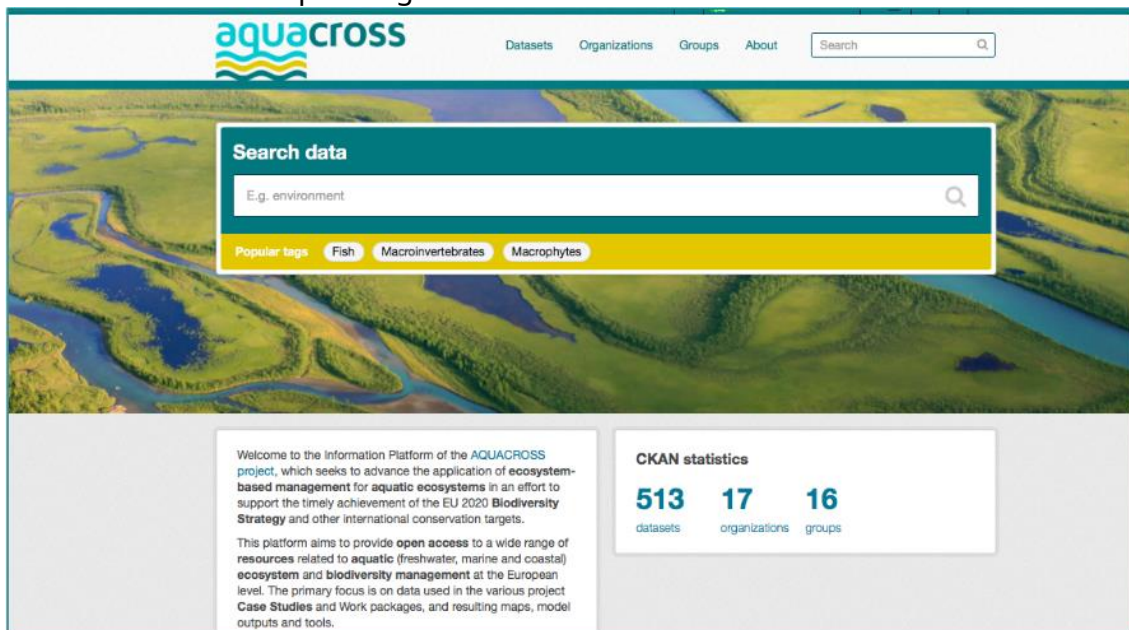 aquacross
Datasets Organizations Groups About Search
Search data
E.g. environment
Popular tags Fish Macroinvertebrates Macrophytes
Welcome to the Information Platform of the AQUACROSS
project, which seeks to advance the application of ecosystem-
based management for aquatic ecosystems in an effort to
support the timely achievement of the EU 2020 Biodiversity
Strategy and other international conservation targets.
This platform aims to provide open access to a wide range of
resources related to aquatic (freshwater, marine and coastal)
ecosystem and biodiversity management at the European
level. The primary focus is on data used in the various project
Case Studies and Work packages, and resulting maps, model
outputs and tools.
CKAN statistics
513 17 16
datasets organizations groups